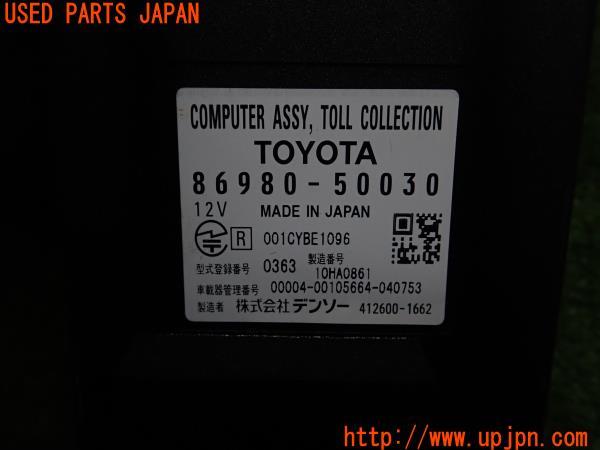 USED PARTS JAPAN
COMPUTER ASSY, TOLL COLLECTION
TOYOTA
86980-50030
12V MADE IN JAPAN
R 001CYBE1096
型式登録番号 0363 製造番号 10HA0861
車載器管理番号 00004-00105664-040753
製造者 株式会社デンソー 412600-1662
http://www.upjpn.com